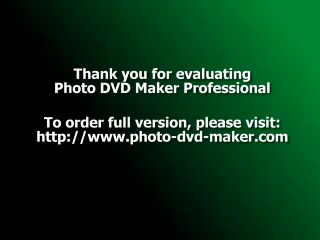 Thank you for evaluating
Photo DVD Maker Professional
To order full version, please visit:
http://www.photo-dvd-maker.com